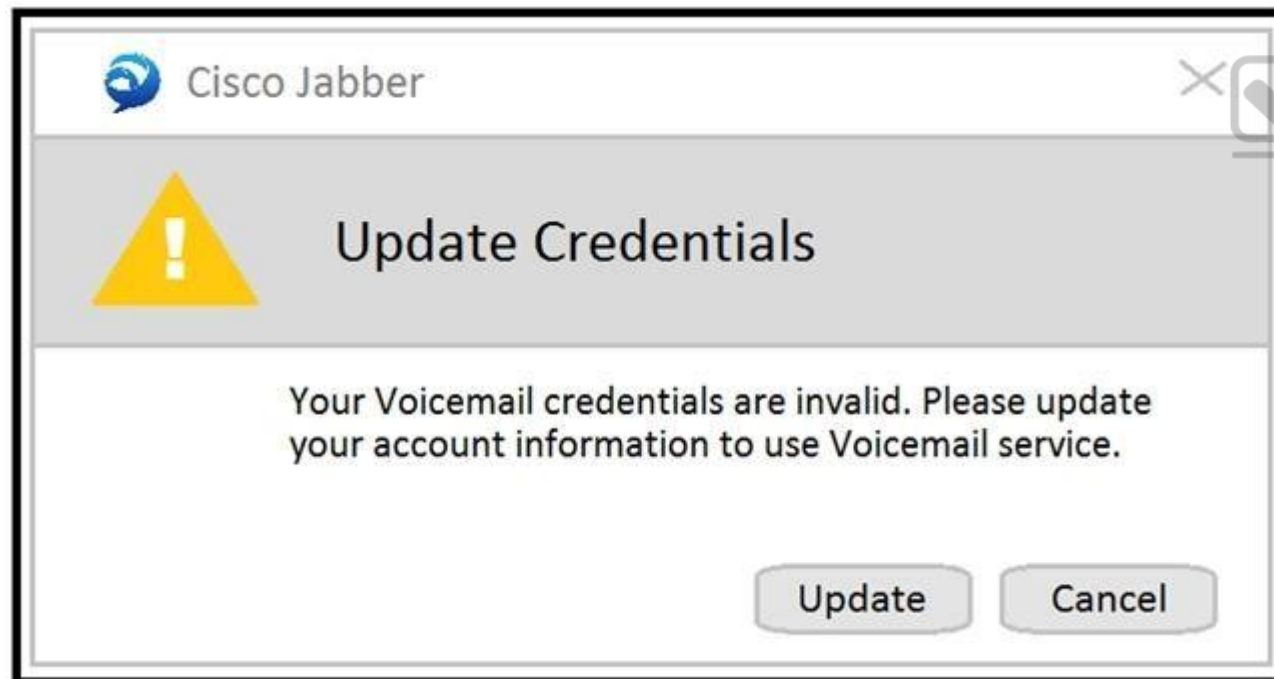 Cisco Jabber
Update Credentials
Your Voicemail credentials are invalid. Please update
your account information to use Voicemail service.
Update
Cancel